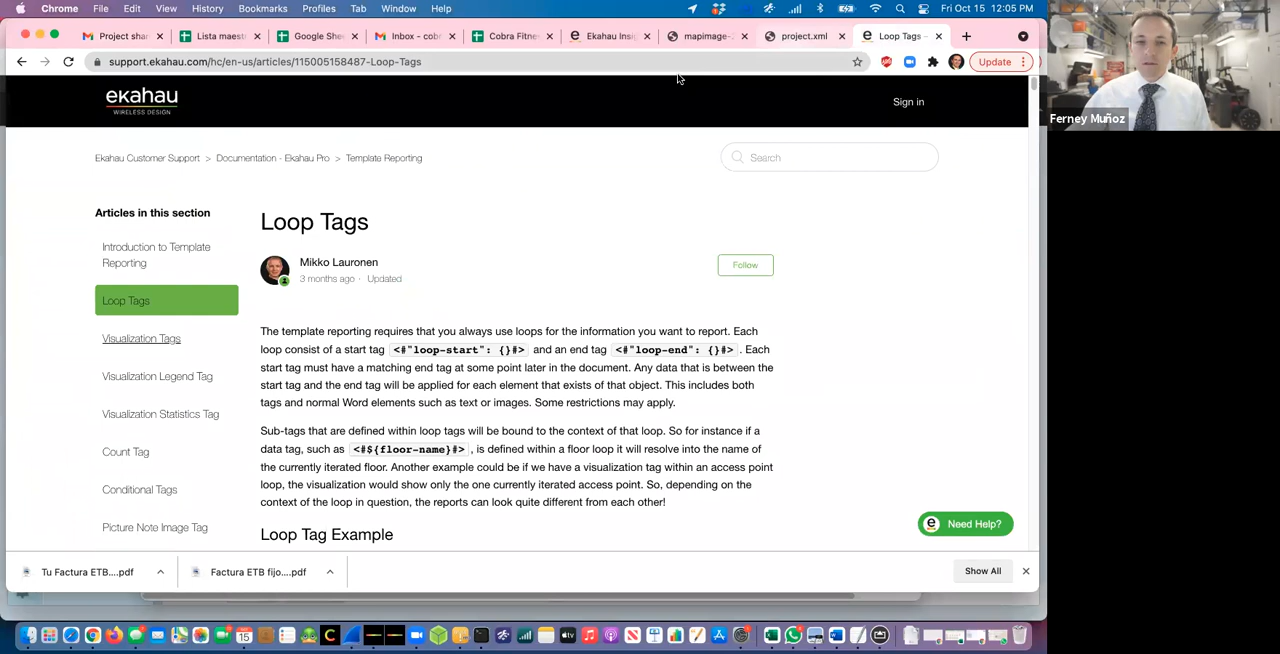 Chrome File Edit View History Bookmarks Profiles Tab Window Help Fri Oct 15 12:05 PM
Project shar Lista maest Google She Inbox - cobr Cobra Fitne Ekahau Insi mapimage- project.xml Loop Tags –
support.ekahau.com/hc/en-us/articles/115005158487-Loop-Tags Update
Ferney Muñoz
ekahau
WIRELESS DESIGN
Sign in
Ekahau Customer Support > Documentation - Ekahau Pro > Template Reporting
Search
Articles in this section
Introduction to Template
Reporting
Loop Tags
Visualization Tags
Visualization Legend Tag
Visualization Statistics Tag
Count Tag
Conditional Tags
Picture Note Image Tag
Loop Tags
Mikko Lauronen
3 months ago · Updated
Follow
The template reporting requires that you always use loops for the information you want to report. Each
loop consist of a start tag <#"loop-start": {}#> and an end tag <#"loop-end": {}#> . Each
start tag must have a matching end tag at some point later in the document. Any data that is between the
start tag and the end tag will be applied for each element that exists of that object. This includes both
tags and normal Word elements such as text or images. Some restrictions may apply.
Sub-tags that are defined within loop tags will be bound to the context of that loop. So for instance if a
data tag, such as <#${floor-name}#> , is defined within a floor loop it will resolve into the name of
the currently iterated floor. Another example could be if we have a visualization tag within an access point
loop, the visualization would show only the one currently iterated access point. So, depending on the
context of the loop in question, the reports can look quite different from each other!
Loop Tag Example
Need Help?
Tu Factura ETB....pdf Factura ETB fijo....pdf Show All
15